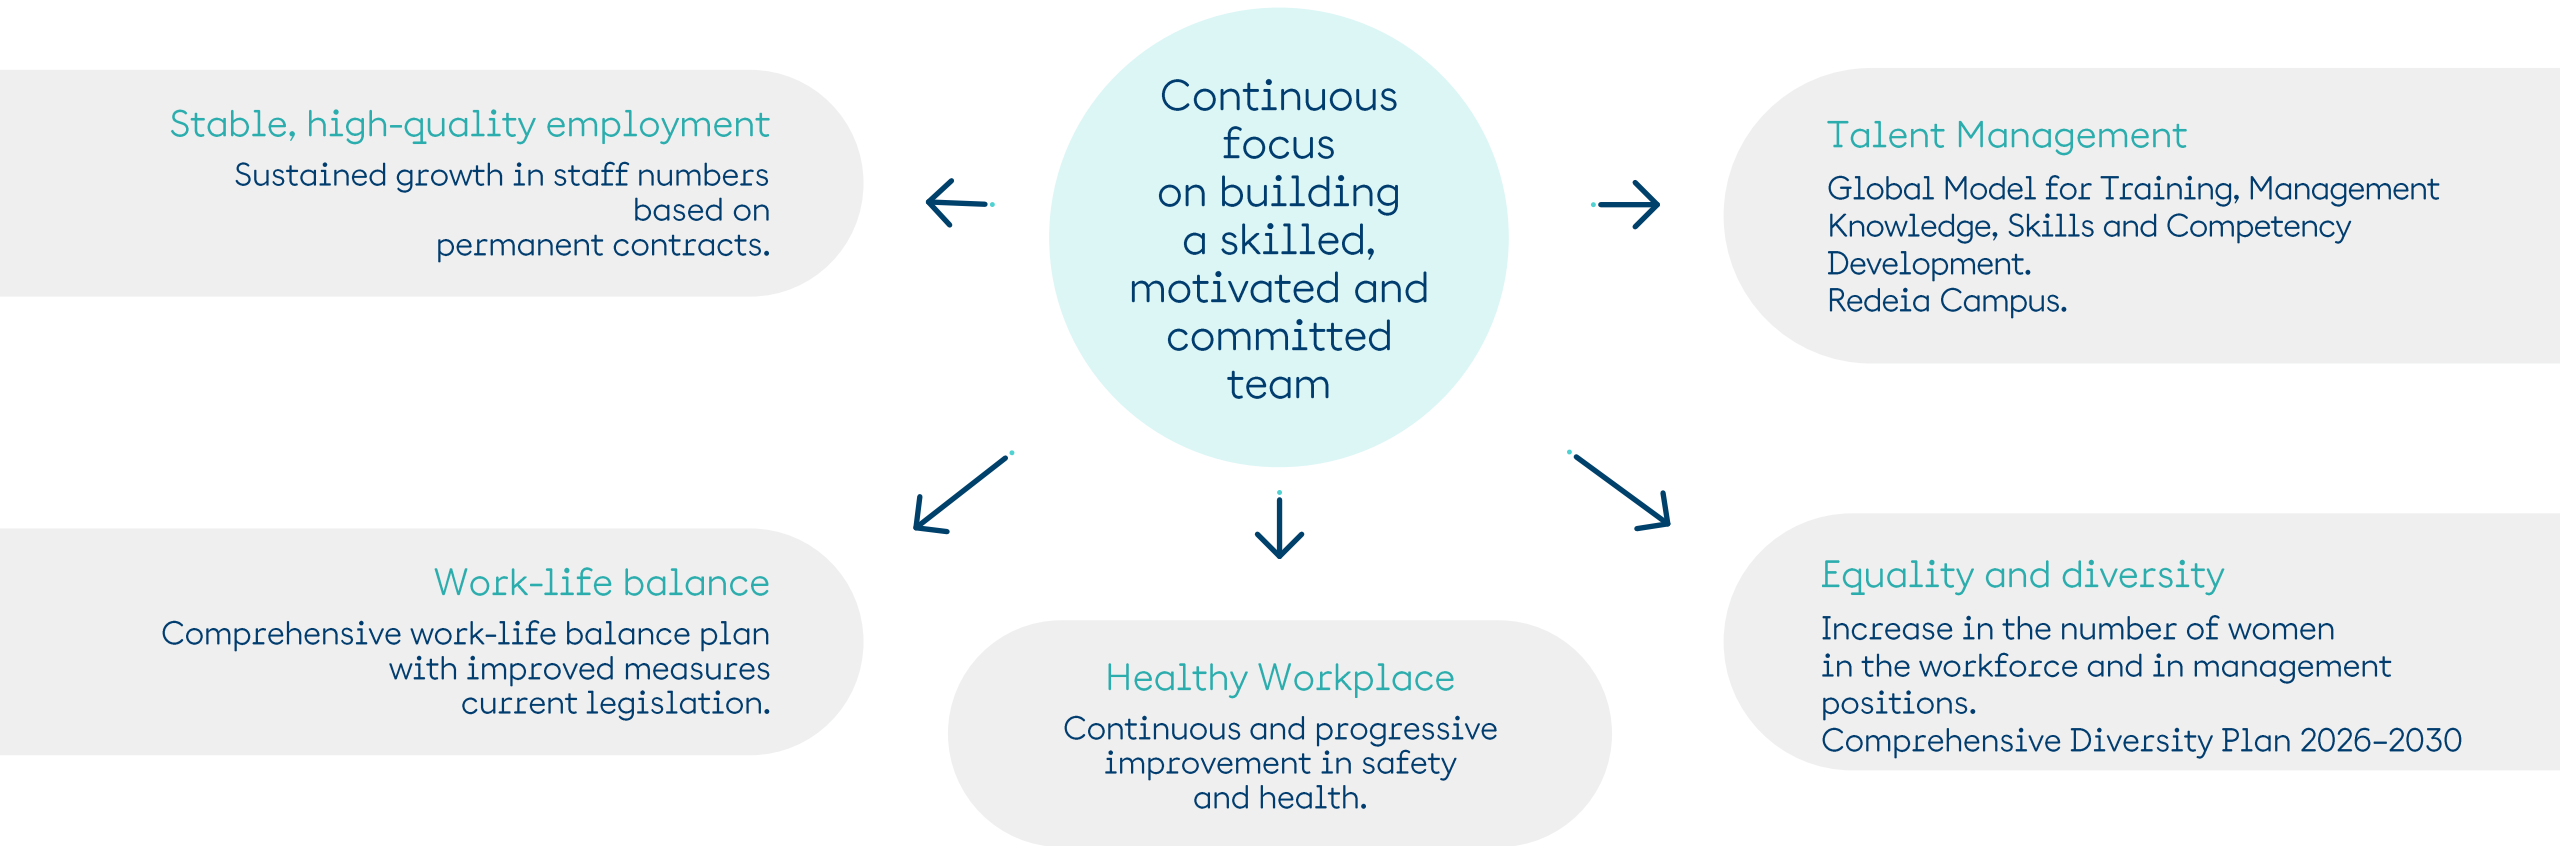 Continuous
focus
on building
a skilled,
motivated and
committed
team
Stable, high-quality employment
Sustained growth in staff numbers
based on
permanent contracts.
Talent Management
Global Model for Training, Management
Knowledge, Skills and Competency
Development.
Redeia Campus.
Work-life balance
Comprehensive work-life balance plan
with improved measures
current legislation.
Healthy Workplace
Continuous and progressive
improvement in safety
and health.
Equality and diversity
Increase in the number of women
in the workforce and in management
positions.
Comprehensive Diversity Plan 2026-2030